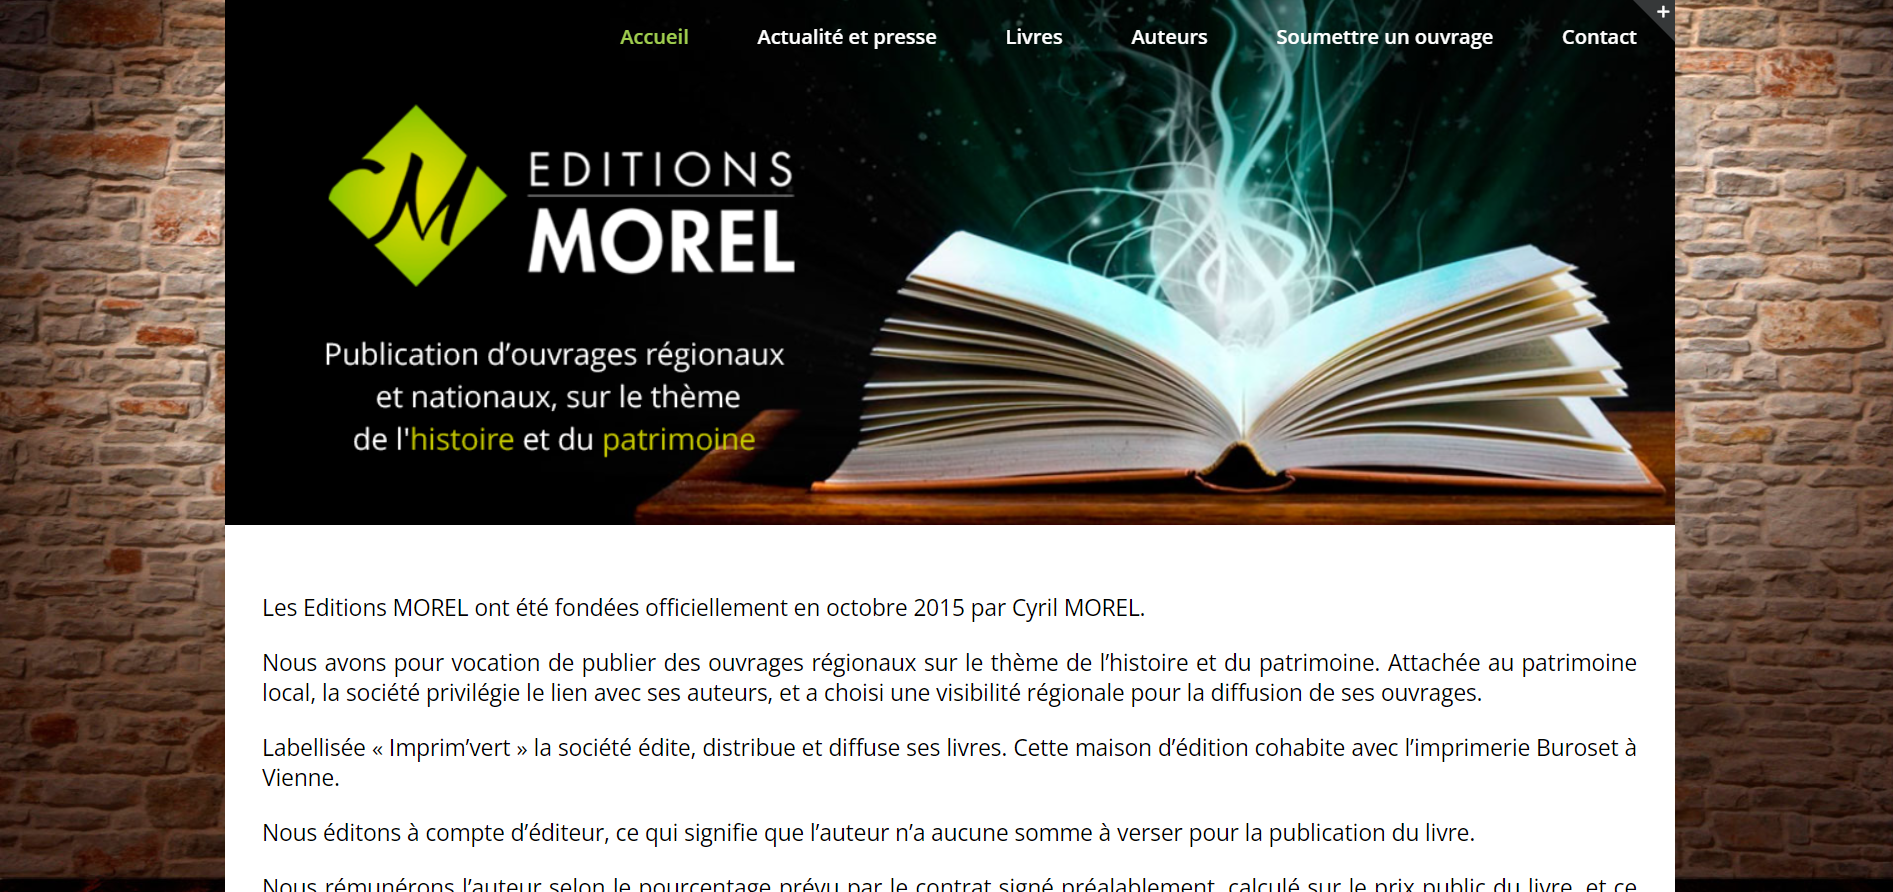 Accueil Actualité et presse Livres Auteurs Soumettre un ouvrage Contact +
M
EDITIONS
MOREL
Publication d’ouvrages régionaux
et nationaux, sur le thème
de l'histoire et du patrimoine
Les Editions MOREL ont été fondées officiellement en octobre 2015 par Cyril MOREL.
Nous avons pour vocation de publier des ouvrages régionaux sur le thème de l’histoire et du patrimoine. Attachée au patrimoine
local, la société privilégie le lien avec ses auteurs, et a choisi une visibilité régionale pour la diffusion de ses ouvrages.
Labellisée « Imprim’vert » la société édite, distribue et diffuse ses livres. Cette maison d’édition cohabite avec l’imprimerie Buroset à
Vienne.
Nous éditons à compte d’éditeur, ce qui signifie que l’auteur n’a aucune somme à verser pour la publication du livre.
Nous rémunérons l’auteur selon le pourcentage prévu par le contrat signé préalablement, calculé sur le prix public du livre, et ce